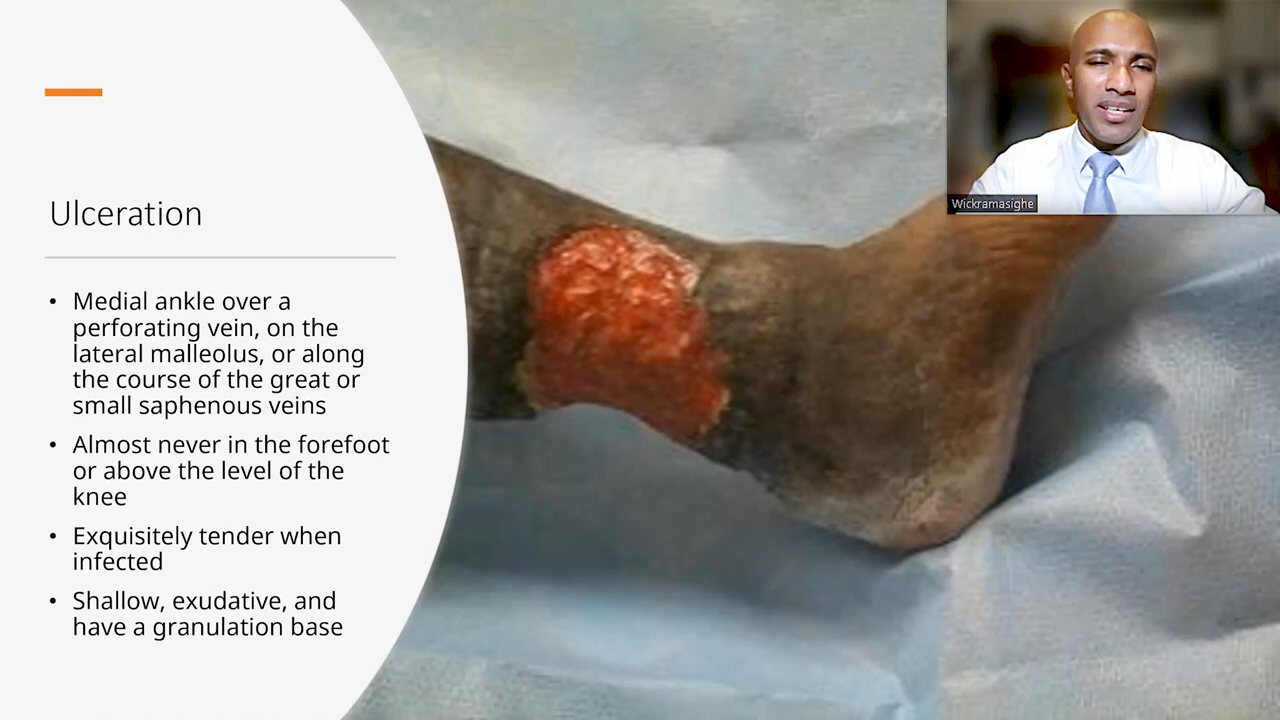 Wickramasighe
Ulceration
• Medial ankle over a
perforating vein, on the
lateral malleolus, or along
the course of the great or
small saphenous veins
• Almost never in the forefoot
or above the level of the
knee
• Exquisitely tender when
infected
• Shallow, exudative, and
have a granulation base